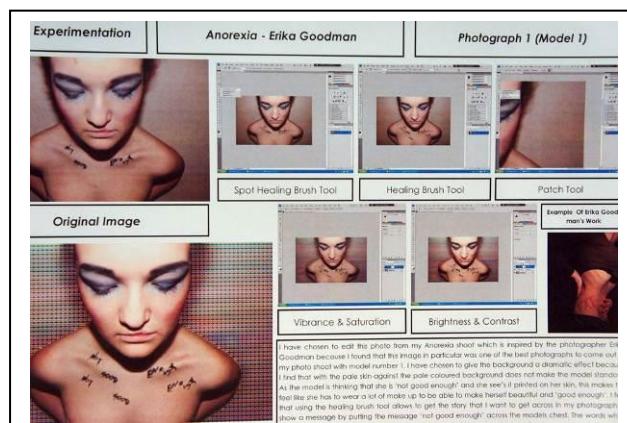 Experimentation
Anorexia - Erika Goodman
Photograph 1 (Model 1)
Spot Healing Brush Tool
Healing Brush Tool
Patch Tool
Original Image
Example Of Erika Good
man's Work
Vibrance & Saturation
Brightness & Contrast
I have chosen to edit this photo from my Anorexia shoot which is inspired by the photographer
Goodman because I found that this image in particular was one of the best photographs to come out
my photo shoot with model number 1. I have chosen to give the background a dramatic effect
I find that with the pale skin against the pale coloured background does not make the model
As the model is thinking that she is 'not good enough' and she see's it printed on her skin, this makes
feel like she has to wear a lot of make up to be able to make herself beautiful and 'good enough'. I
that using the healing brush tool allows to get the story that I want to get across in my
show a message by putting the message 'not good enough' across the models chest. The words